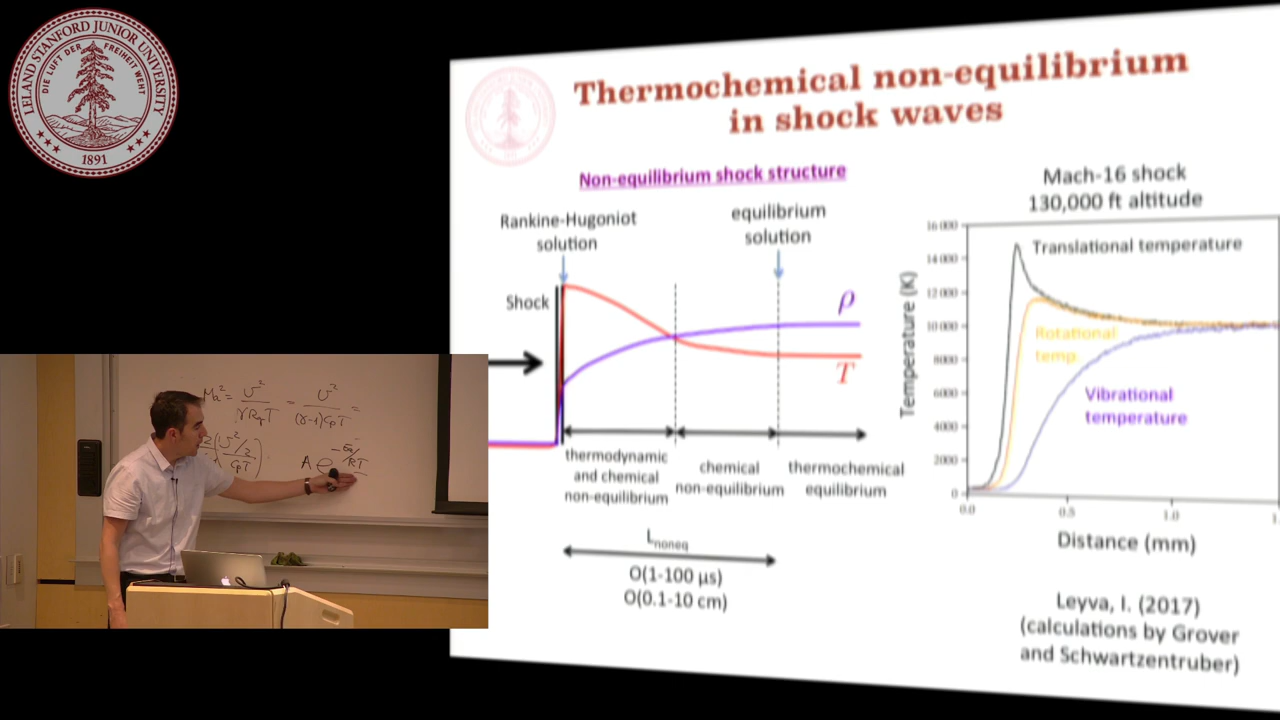 LELAND STANFORD JUNIOR UNIVERSITY
DIE LUFT DER FREIHEIT WEHT
1891
Thermochemical non-equilibrium
in shock waves
Non-equilibrium shock structure
Rankine-Hugoniot
solution
equilibrium
solution
Shock
ρ
T
thermodynamic
and chemical
non-equilibrium
chemical
non-equilibrium
thermochemical
equilibrium
Lnoneq
O(1-100 μs)
O(0.1-10 cm)
Mach-16 shock
130,000 ft altitude
Temperature (K)
16 000
14 000
12 000
10 000
8000
6000
4000
2000
0
Translational temperature
Rotational
temp.
Vibrational
temperature
0.0
0.5
1.0
Distance (mm)
Leyva, I. (2017)
(calculations by Grover
and Schwartzentruber)
Ma² = U² / γRgT = U² / (γ-1)CpT =
(U²/2 / CpT)
A e^-Ea/RT